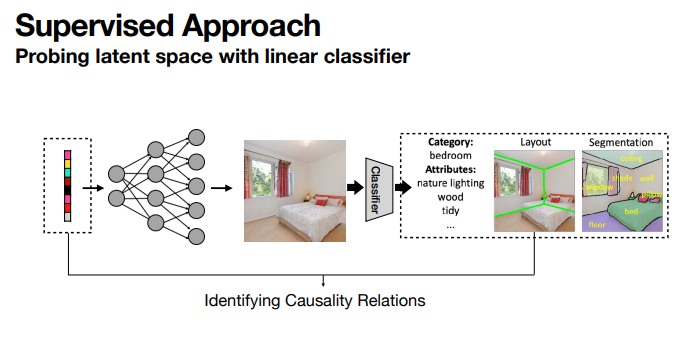 Supervised Approach
Probing latent space with linear classifier
Classifier
Category:
bedroom
Attributes:
nature lighting
wood
tidy
...
Layout
Segmentation
ceiling
window
shade
wall
bed
floor
Identifying Causality Relations